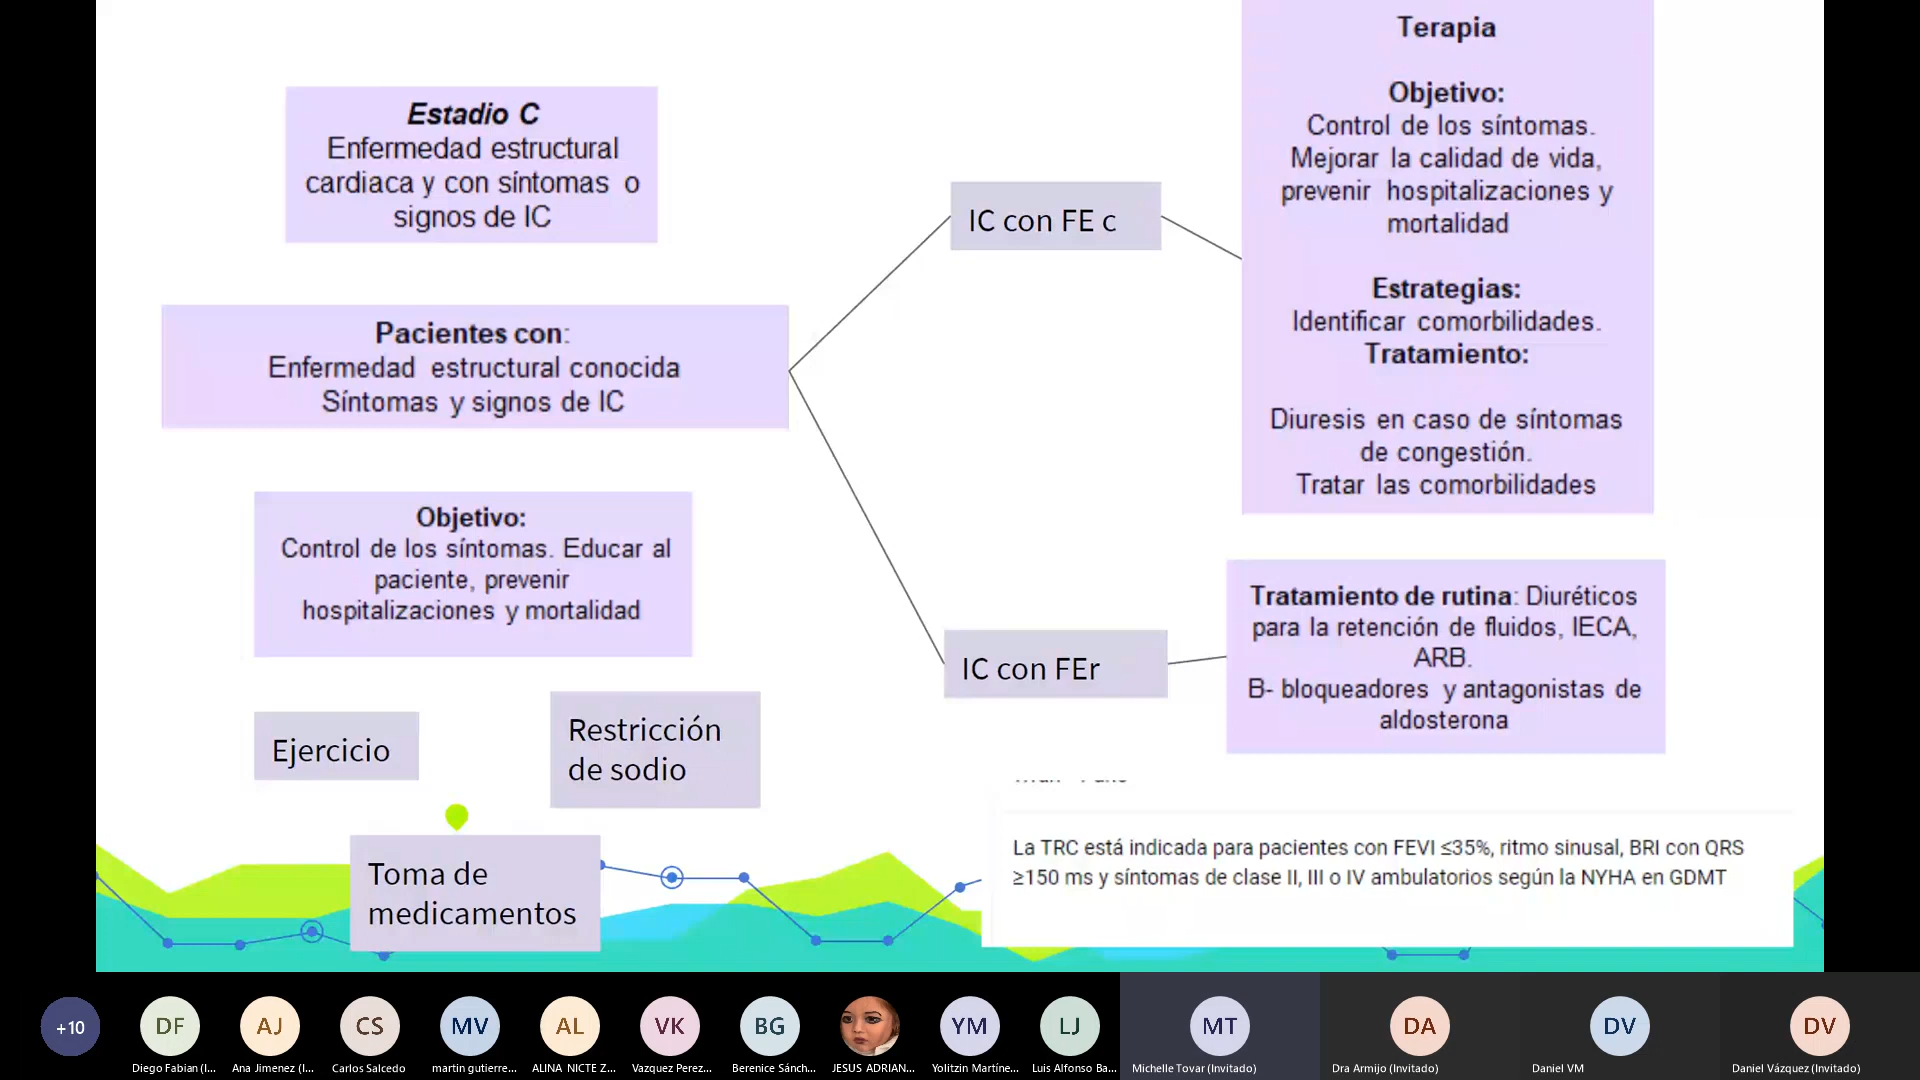 Estadio C
Enfermedad estructural
cardiaca y con síntomas o
signos de IC
Pacientes con:
Enfermedad estructural conocida
Síntomas y signos de IC
Objetivo:
Control de los síntomas. Educar al
paciente, prevenir
hospitalizaciones y mortalidad
Ejercicio
Restricción
de sodio
Toma de
medicamentos
IC con FE c
Terapia
Objetivo:
Control de los síntomas.
Mejorar la calidad de vida,
prevenir hospitalizaciones y
mortalidad
Estrategias:
Identificar comorbilidades.
Tratamiento:
Diuresis en caso de síntomas
de congestión.
Tratar las comorbilidades
IC con FEr
Tratamiento de rutina: Diuréticos
para la retención de fluidos, IECA,
ARB.
B- bloqueadores y antagonistas de
aldosterona
La TRC está indicada para pacientes con FEVI ≤35%, ritmo sinusal, BRI con QRS
≥150 ms y síntomas de clase II, III o IV ambulatorios según la NYHA en GDMT
+10
DF
AJ
CS
MV
AL
VK
BG
YM
LJ
MT
DA
DV
DV
Diego Fabian (I...
Ana Jimenez (I...
Carlos Salcedo
martin gutierre...
ALINA NICTE Z...
Vazquez Perez...
Berenice Sánch...
JESUS ADRIAN...
Yolitzin Martíne...
Luis Alfonso Ba...
Michelle Tovar (Invitado)
Dra Armijo (Invitado)
Daniel VM
Daniel Vázquez (Invitado)